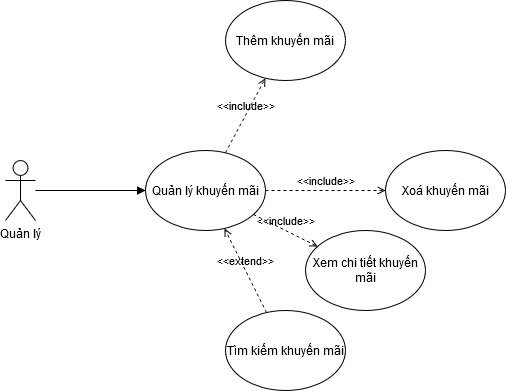 Thêm khuyến mãi
<<include>>
Quản lý khuyến mãi
<<include>>
Xoá khuyến mãi
<<include>>
Quản lý
Xem chi tiết khuyến
mãi
<<extend>>
Tìm kiếm khuyến mãi